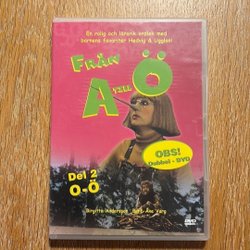 En rolig och lärorik ordlek med
barnens favoriter Hedvig & Ugglan!
FRÅN
A TILL Ö
OBS!
Dubbel - DVD
Del 2
O-Ö
Birgitta Andersson
DVD